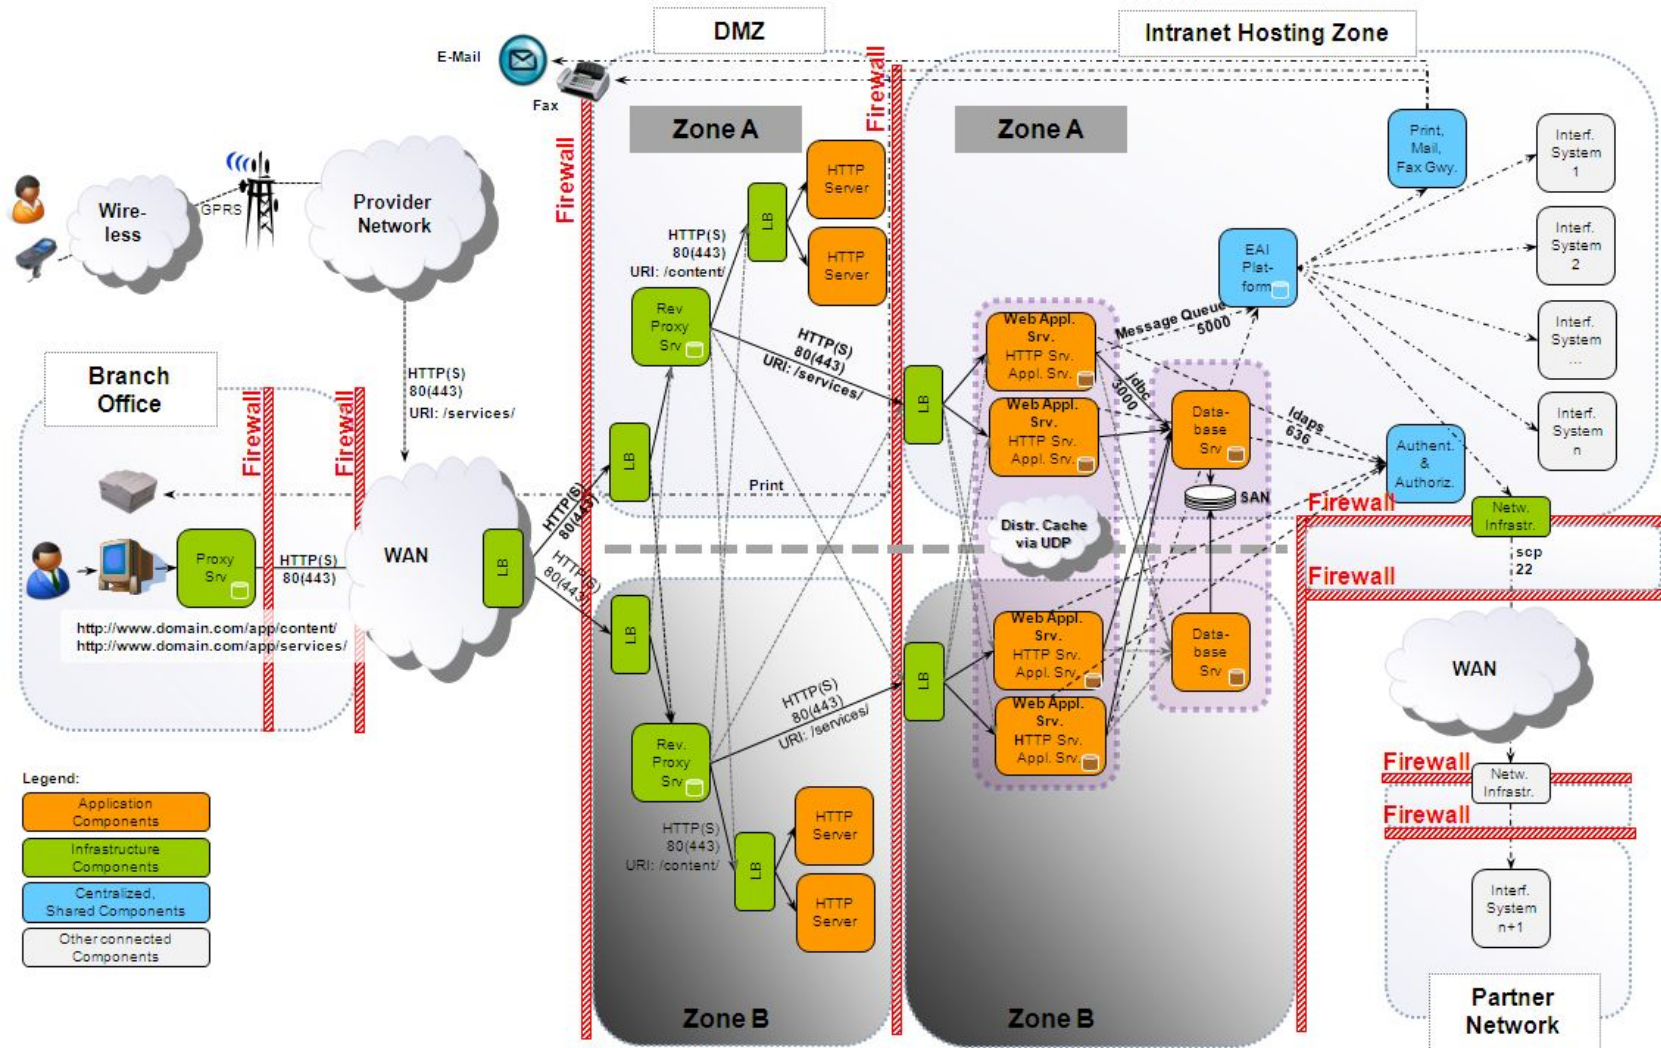 DMZ
Intranet Hosting Zone
E-Mail
Fax
Firewall
Firewall
Zone A
Zone A
HTTP
Server
LB
HTTP
Server
HTTP(S)
80(443)
URI: /content/
Rev
Proxy
Srv
HTTP(S)
80(443)
URI: /services/
Wire-
less
GPRS
Provider
Network
HTTP(S)
80(443)
URI: /services/
Branch
Office
Firewall
Firewall
Proxy
Srv
HTTP(S)
80(443)
http://www.domain.com/app/content/
http://www.domain.com/app/services/
WAN
LB
HTTP(S)
80(443)
HTTP(S)
80(443)
LB
LB
Print
Print,
Mail,
Fax Gwy.
Interf.
System
1
Interf.
System
2
Interf.
System
...
Interf.
System
n
EAI
Plat-
form
Message Queue
5000
Web Appl.
Srv.
HTTP Srv.
Appl. Srv.
Web Appl.
Srv.
HTTP Srv.
Appl. Srv.
LB
jdbc
3000
Data-
base
Srv
ldaps
636
Authent.
&
Authoriz.
SAN
Distr. Cache
via UDP
Firewall
Netw.
Infrastr.
scp
22
Firewall
Web Appl.
Srv.
HTTP Srv.
Appl. Srv.
Web Appl.
Srv.
HTTP Srv.
Appl. Srv.
LB
Data-
base
Srv
WAN
Rev.
Proxy
Srv
HTTP(S)
80(443)
URI: /services/
HTTP(S)
80(443)
URI: /content/
LB
HTTP
Server
HTTP
Server
Zone B
Zone B
Firewall
Netw.
Infrastr.
Firewall
Interf.
System
n+1
Partner
Network
Legend:
Application
Components
Infrastructure
Components
Centralized,
Shared Components
Other connected
Components